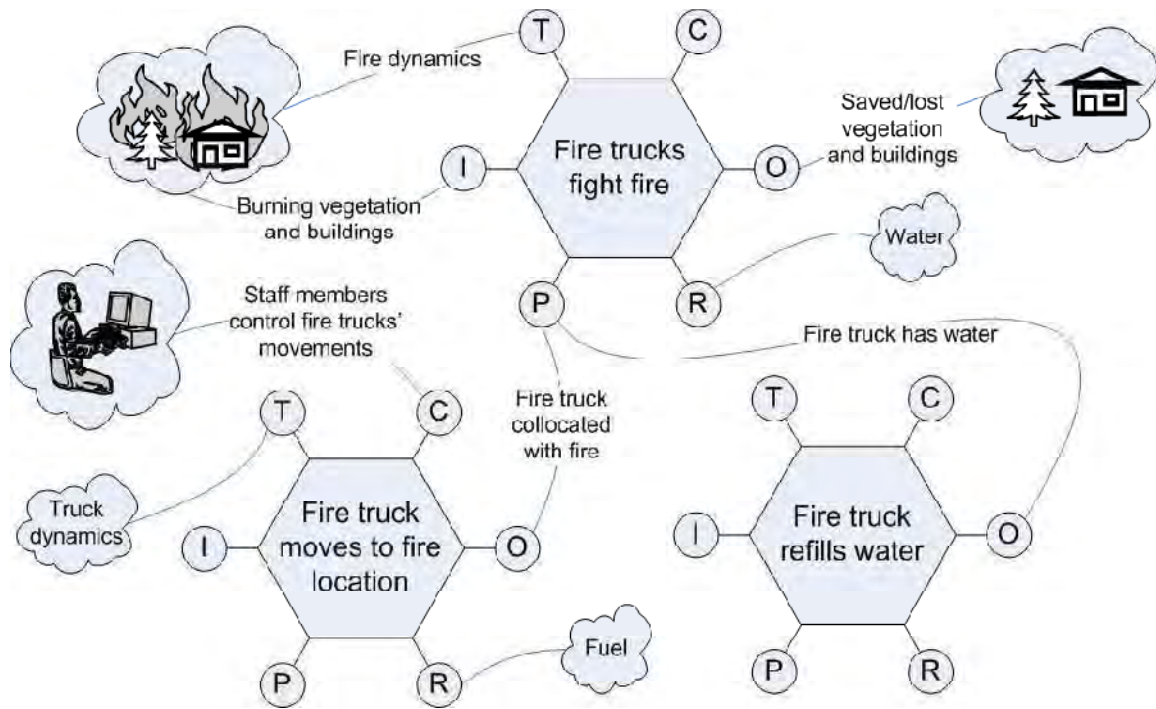 T
C
Fire dynamics
Saved/lost
vegetation
and buildings
I
Fire trucks
fight fire
O
Burning vegetation
and buildings
Water
P
R
Staff members
control fire trucks'
movements
Fire truck has water
Fire truck
collocated
with fire
T
C
T
C
Truck
dynamics
I
Fire truck
moves to fire
location
O
I
Fire truck
refills water
O
Fuel
P
R
P
R